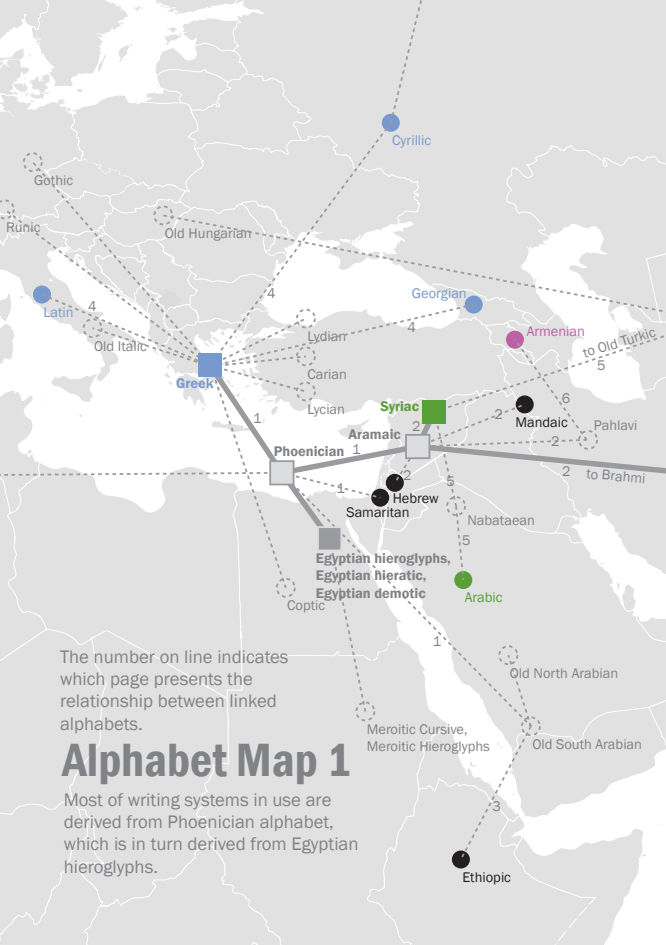 Cyrillic
Gothic
Runic
Old Hungarian
4
Georgian
4
Latin
4
Lydian
Armenian
Old Italic
to Old Turkic
5
Carian
Greek
Syriac
6
Lycian
2
Mandaic
1
2
Pahlavi
Aramaic
2
Phoenician
1
2
to Brahmi
2
5
1
Hebrew
Samaritan
Nabataean
5
Egyptian hieroglyphs,
Egyptian hieratic,
Egyptian demotic
Arabic
Coptic
1
The number on line indicates
which page presents the
relationship between linked
alphabets.
Old North Arabian
Meroitic Cursive,
Meroitic Hieroglyphs
Old South Arabian
Alphabet Map 1
Most of writing systems in use are
derived from Phoenician alphabet,
which is in turn derived from Egyptian
hieroglyphs.
3
Ethiopic